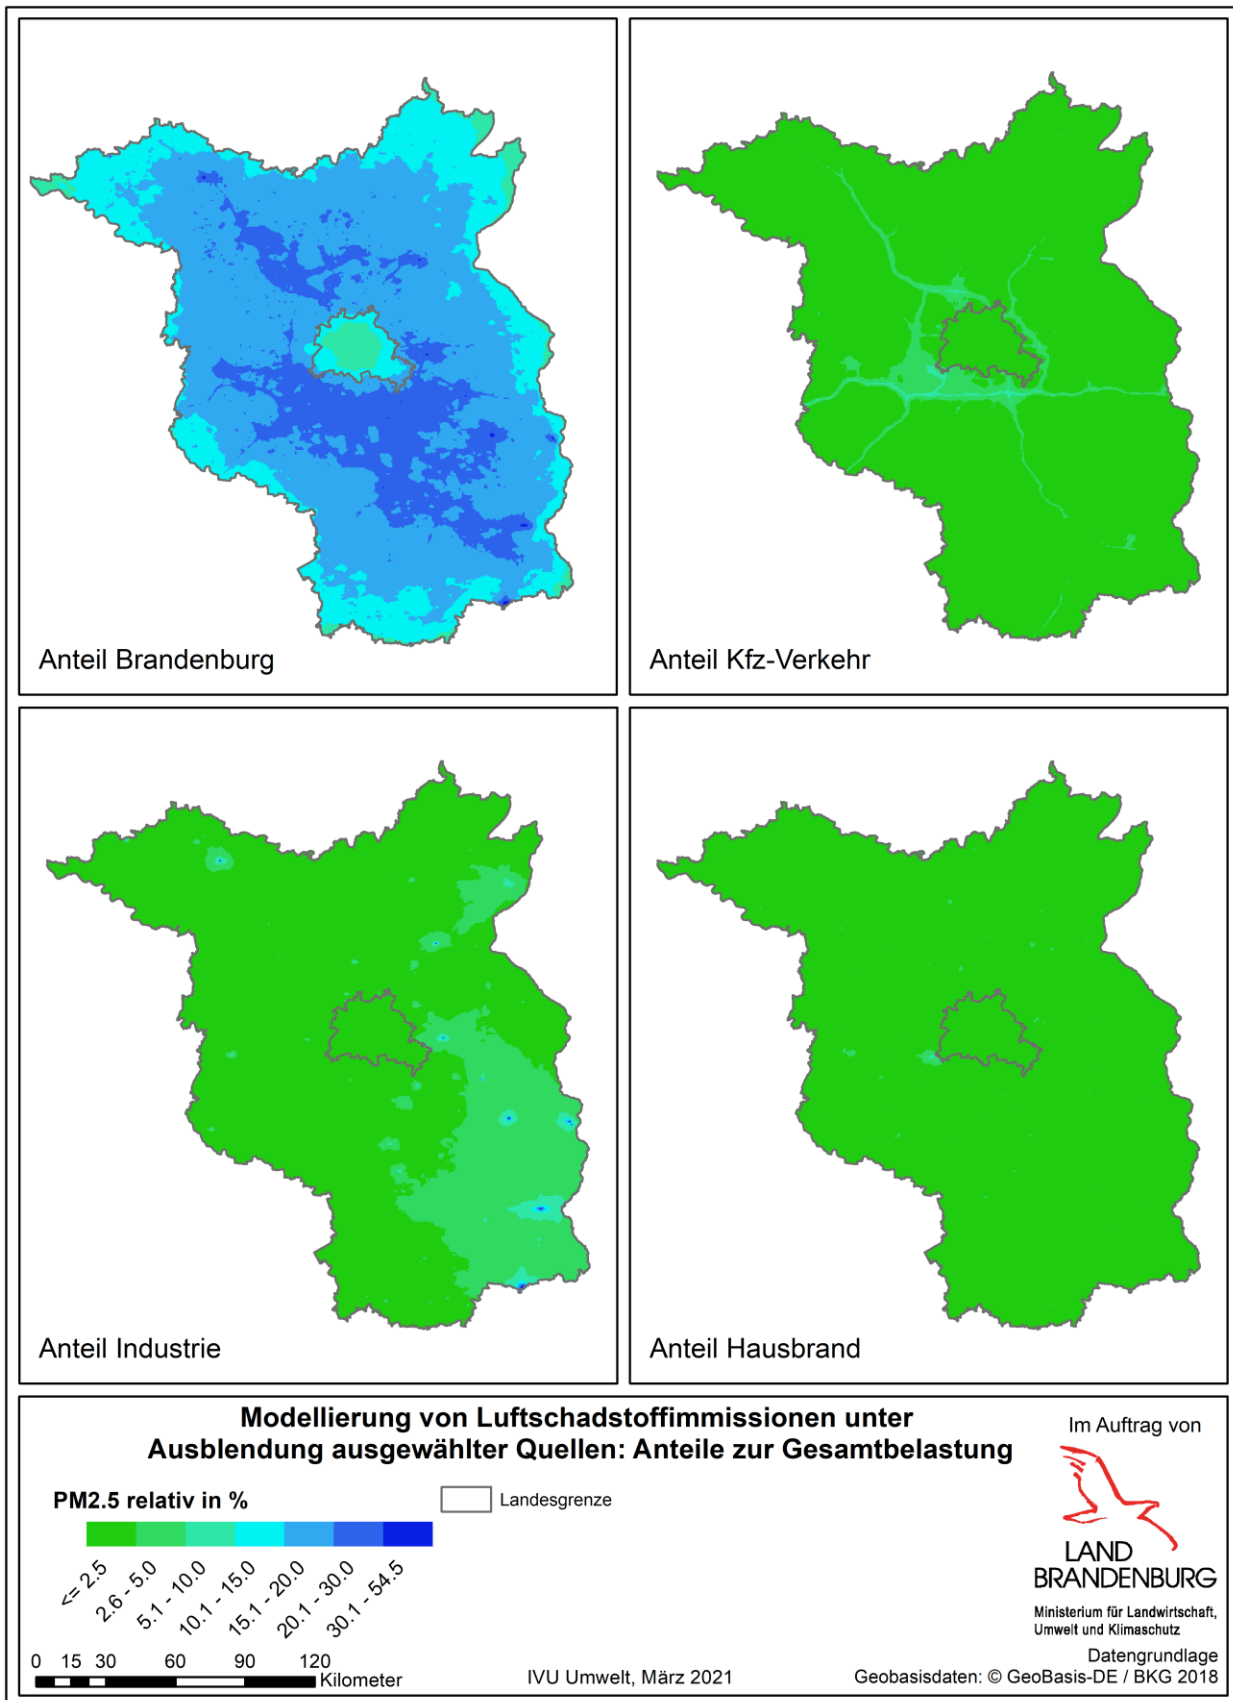 Anteil Brandenburg
Anteil Kfz-Verkehr
Anteil Industrie
Anteil Hausbrand
Modellierung von Luftschadstoffimmissionen unter
Ausblendung ausgewählter Quellen: Anteile zur Gesamtbelastung
PM2.5 relativ in %
Landesgrenze
<= 2.5
2.6 - 5.0
5.1 - 10.0
10.1 - 15.0
15.1 - 20.0
20.1 - 30.0
30.1 - 54.5
0 15 30 60 90 120
Kilometer
IVU Umwelt, März 2021
Im Auftrag von
LAND
BRANDENBURG
Ministerium für Landwirtschaft,
Umwelt und Klimaschutz
Datengrundlage
Geobasisdaten: © GeoBasis-DE / BKG 2018